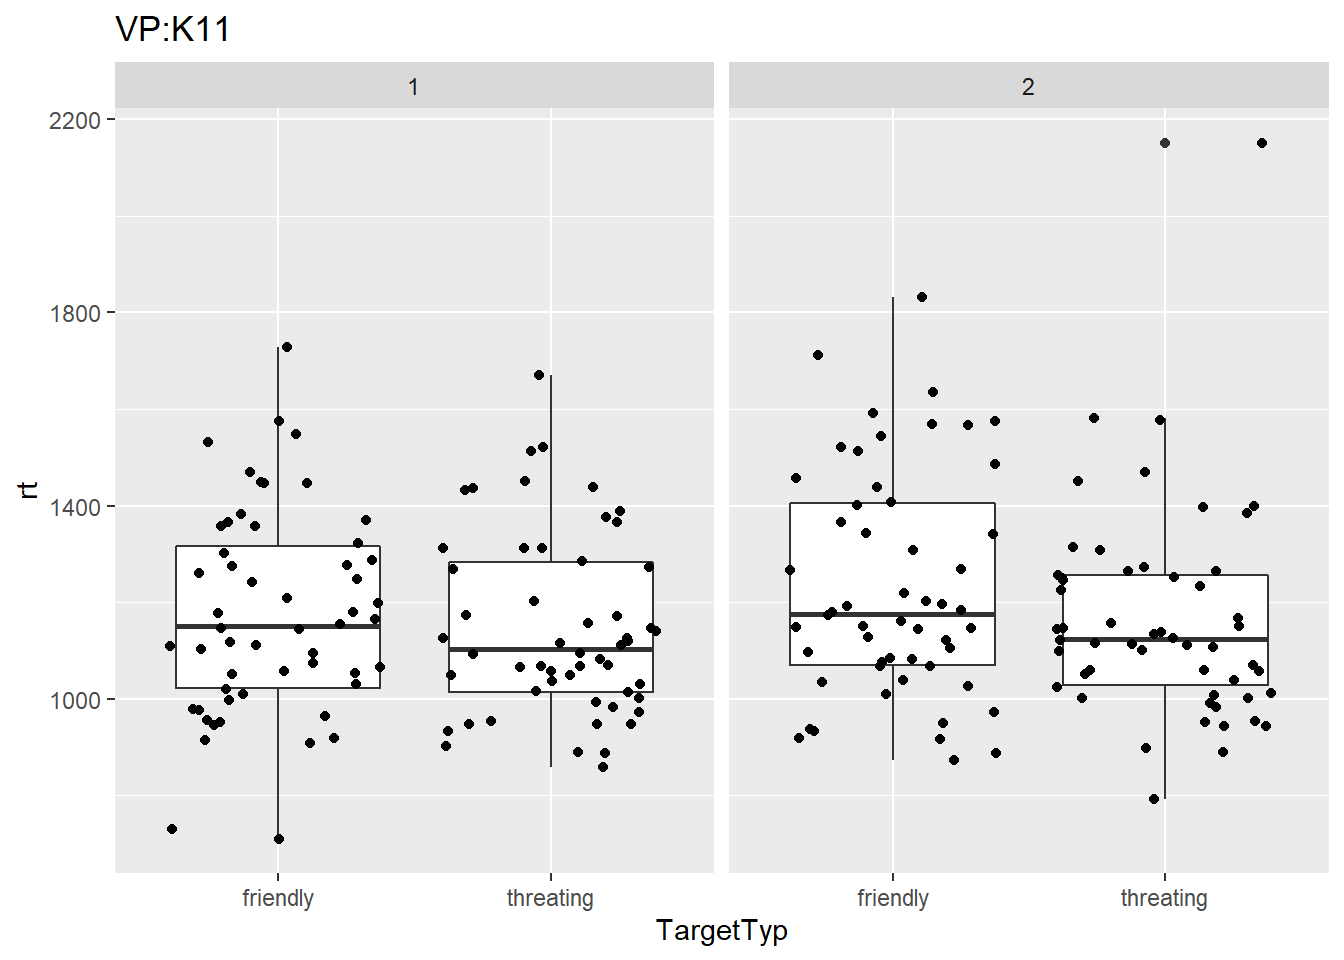 VP:K11
1
2
rt
2200
1800
1400
1000
friendly
threating
friendly
threating
TargetTyp